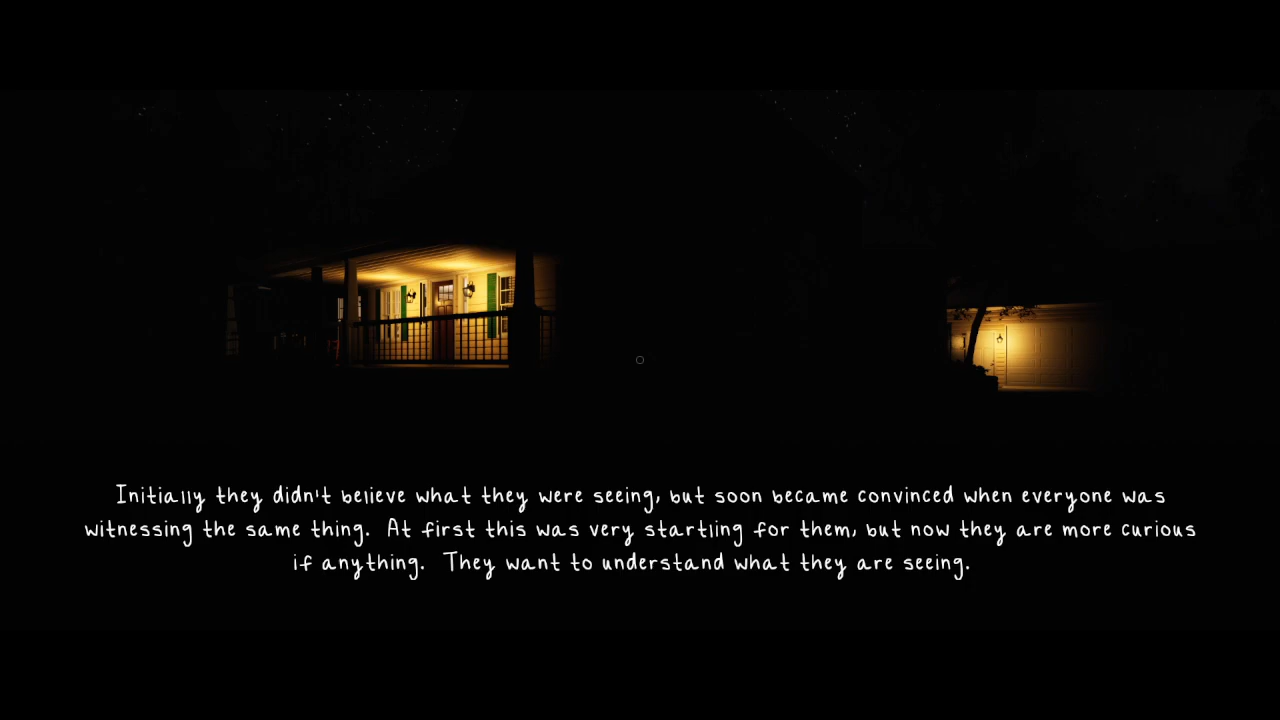 Initially they didn't believe what they were seeing, but soon became convinced when everyone was
witnessing the same thing.  At first this was very startling for them, but now they are more curious
if anything.  They want to understand what they are seeing.